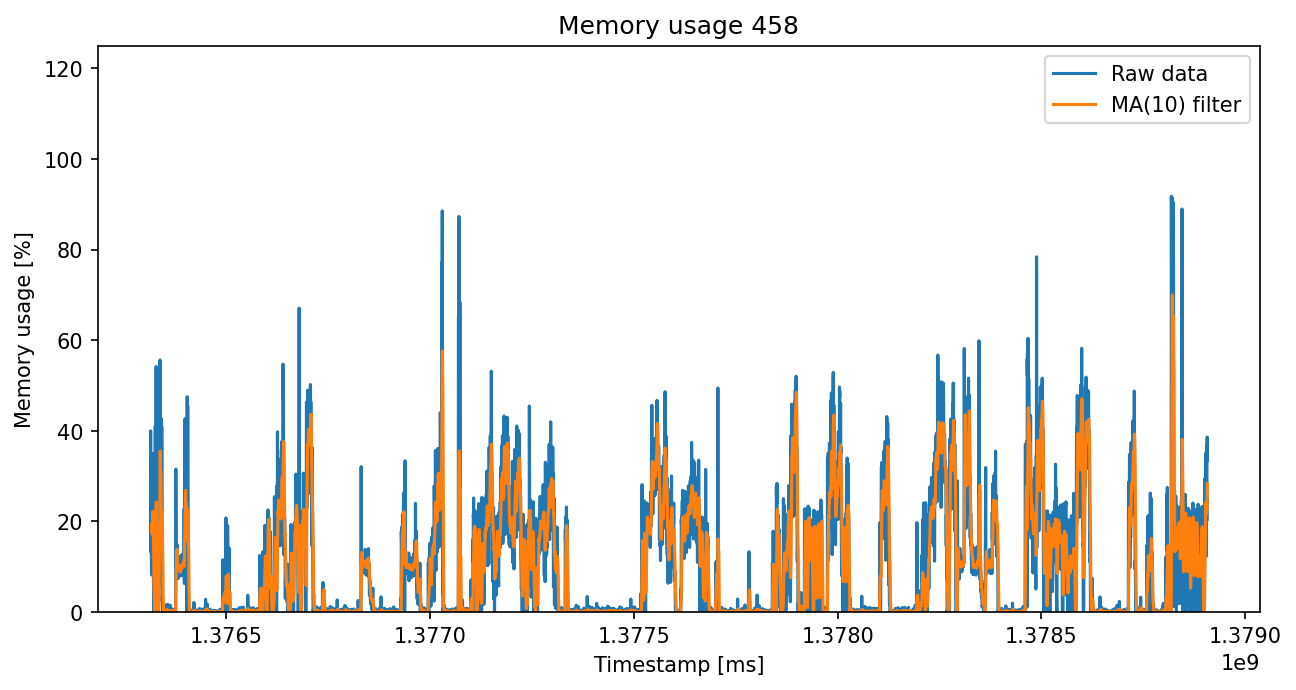 Memory usage 458
Raw data
MA(10) filter
Memory usage [%]
120
100
80
60
40
20
0
1.3765
1.3770
1.3775
1.3780
1.3785
1.3790
1e9
Timestamp [ms]